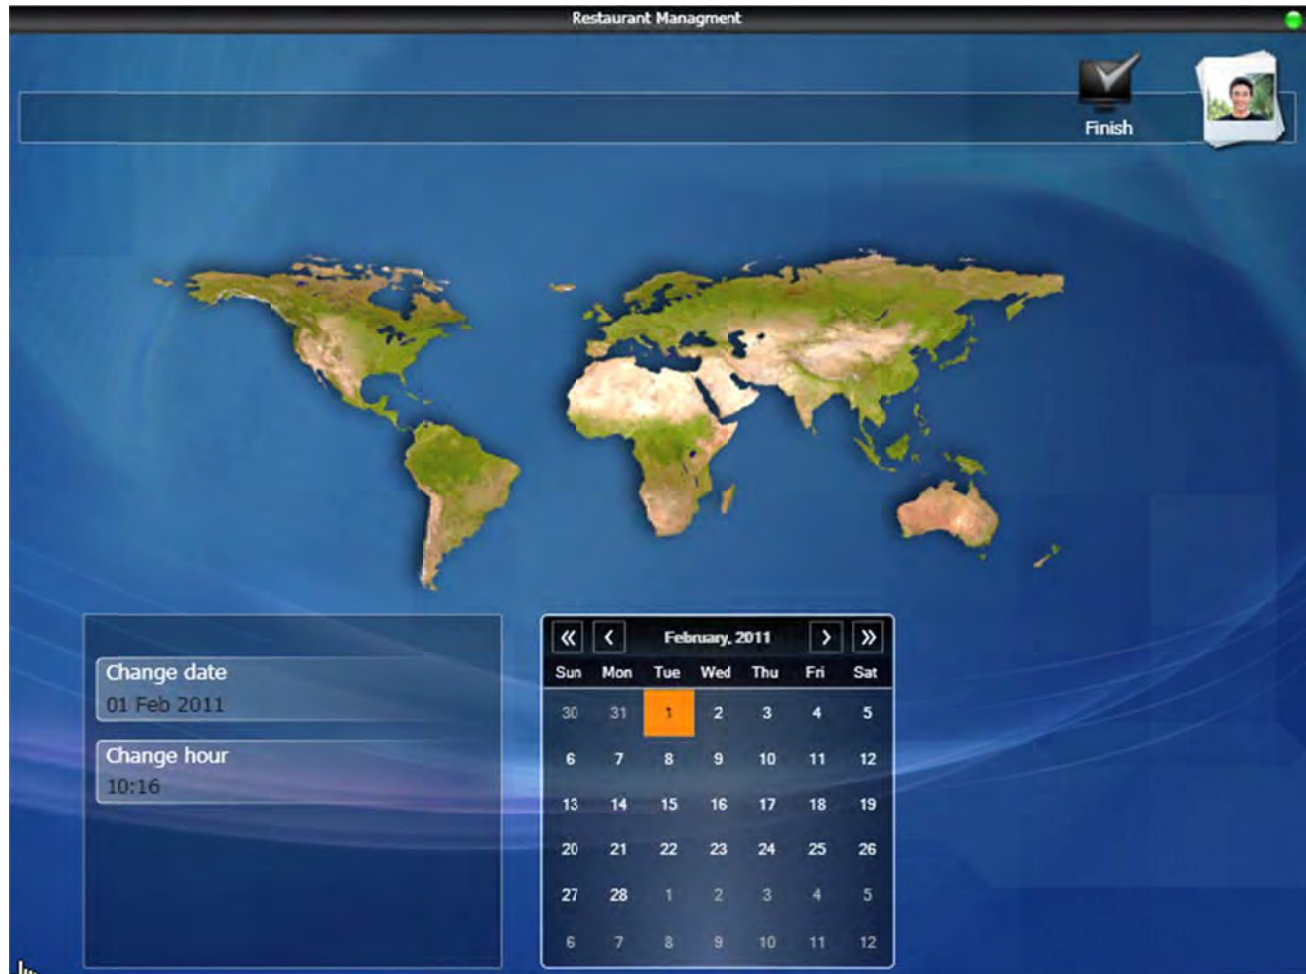 Restaurant Managment
Finish
Change date
01 Feb 2011
Change hour
10:16
« ‹ February, 2011 › »
Sun Mon Tue Wed Thu Fri Sat
30 31 1 2 3 4 5
6 7 8 9 10 11 12
13 14 15 16 17 18 19
20 21 22 23 24 25 26
27 28 1 2 3 4 5
6 7 8 9 10 11 12